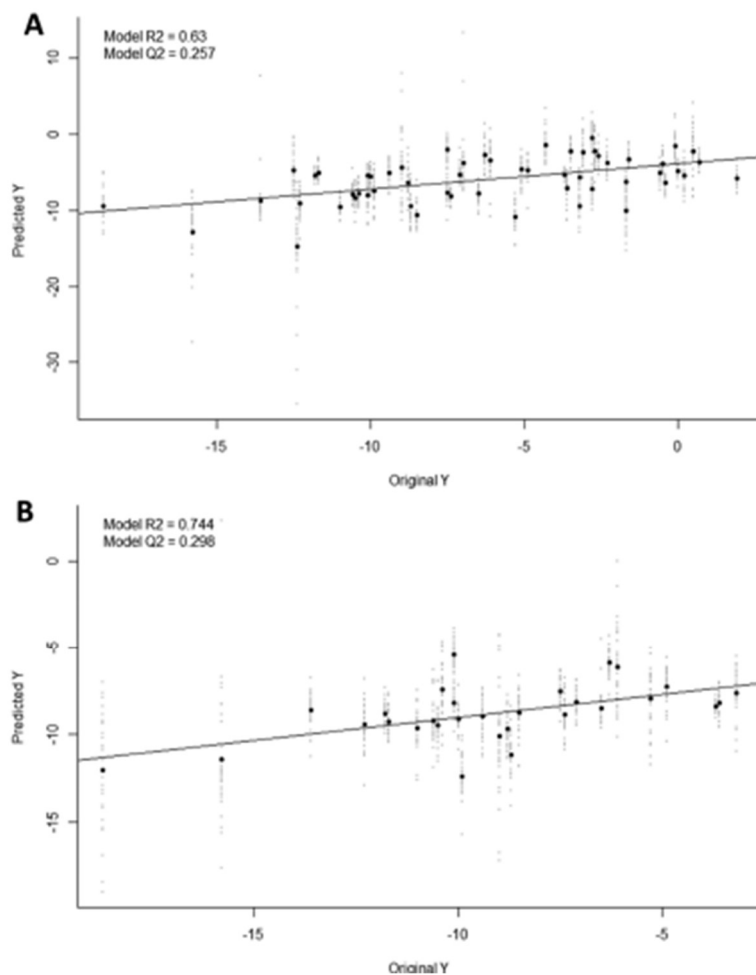 A
Model R2 = 0.63
Model Q2 = 0.257
Predicted Y
10
0
-10
-20
-30
-15
-10
-5
0
Original Y
B
Model R2 = 0.744
Model Q2 = 0.298
Predicted Y
0
-5
-10
-15
-15
-10
-5
Original Y